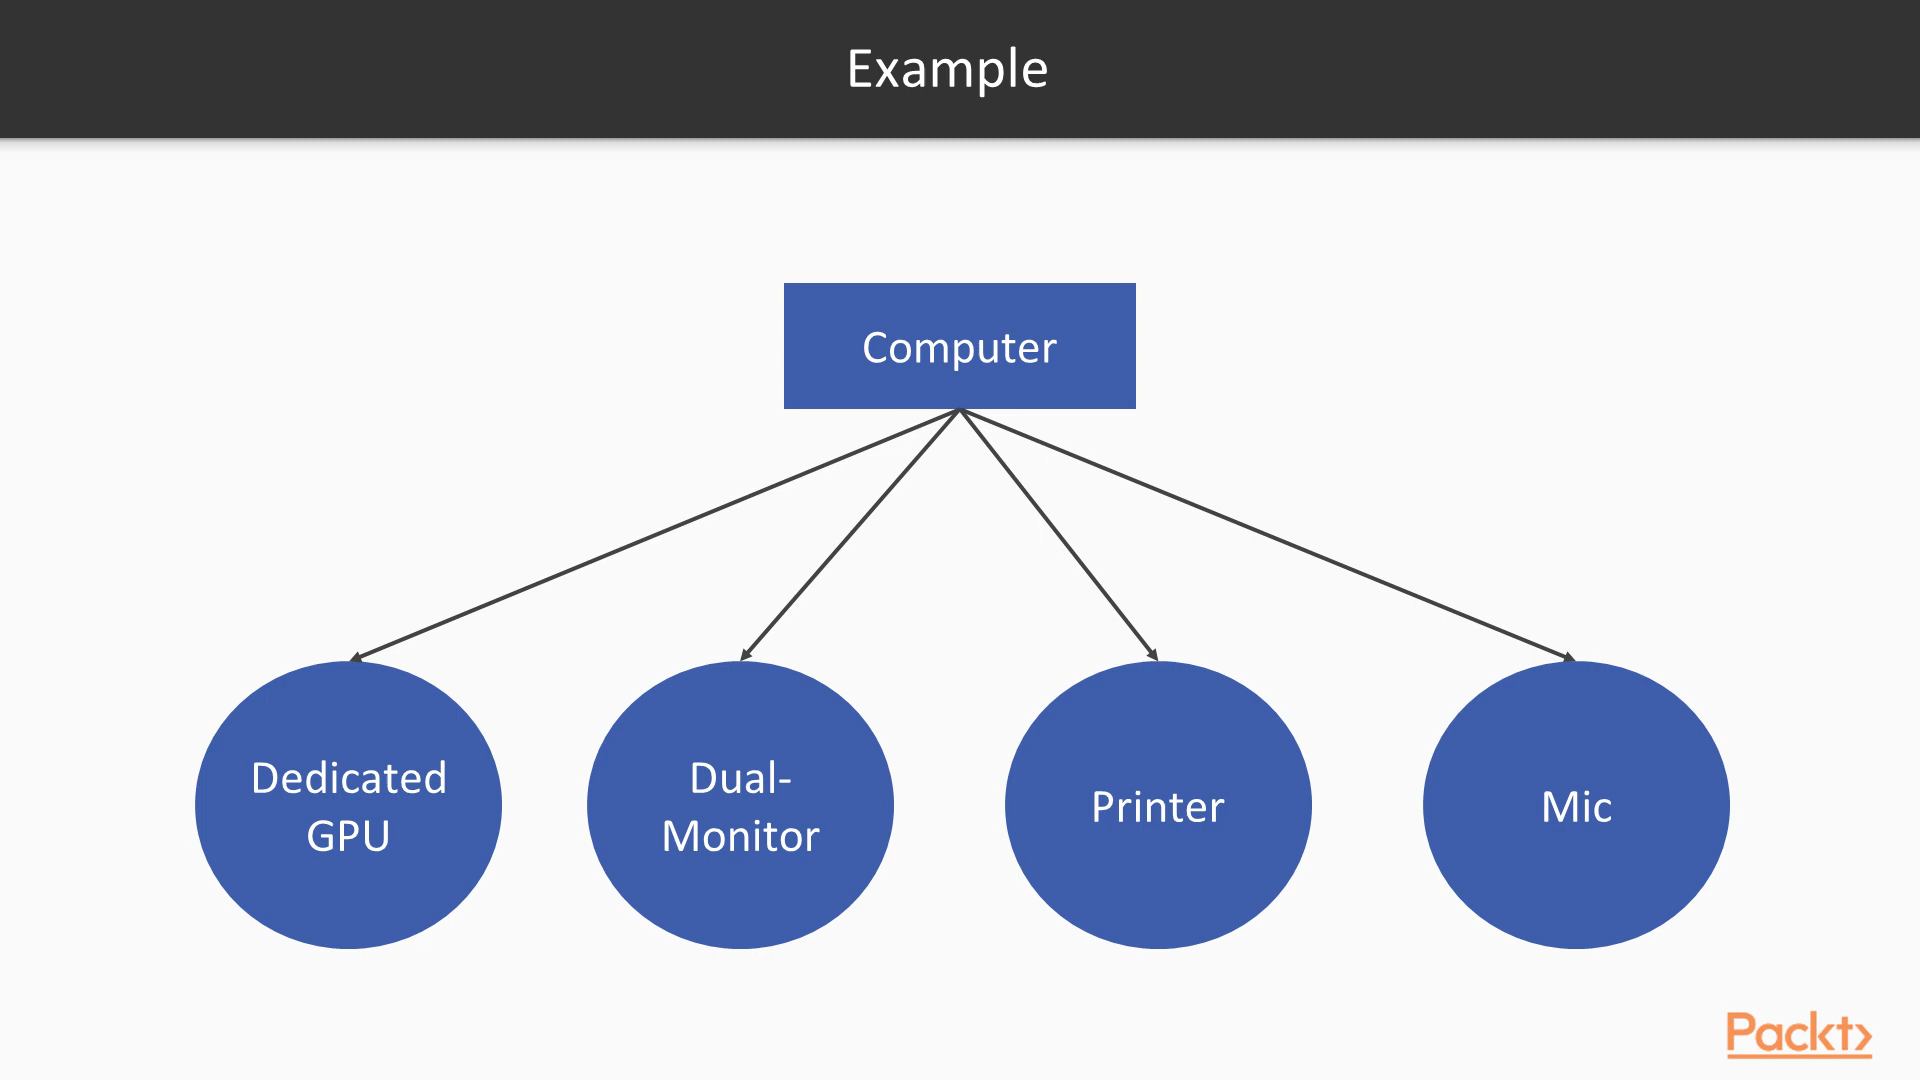 Example
Computer
Dedicated
GPU
Dual-
Monitor
Printer
Mic
Packt>